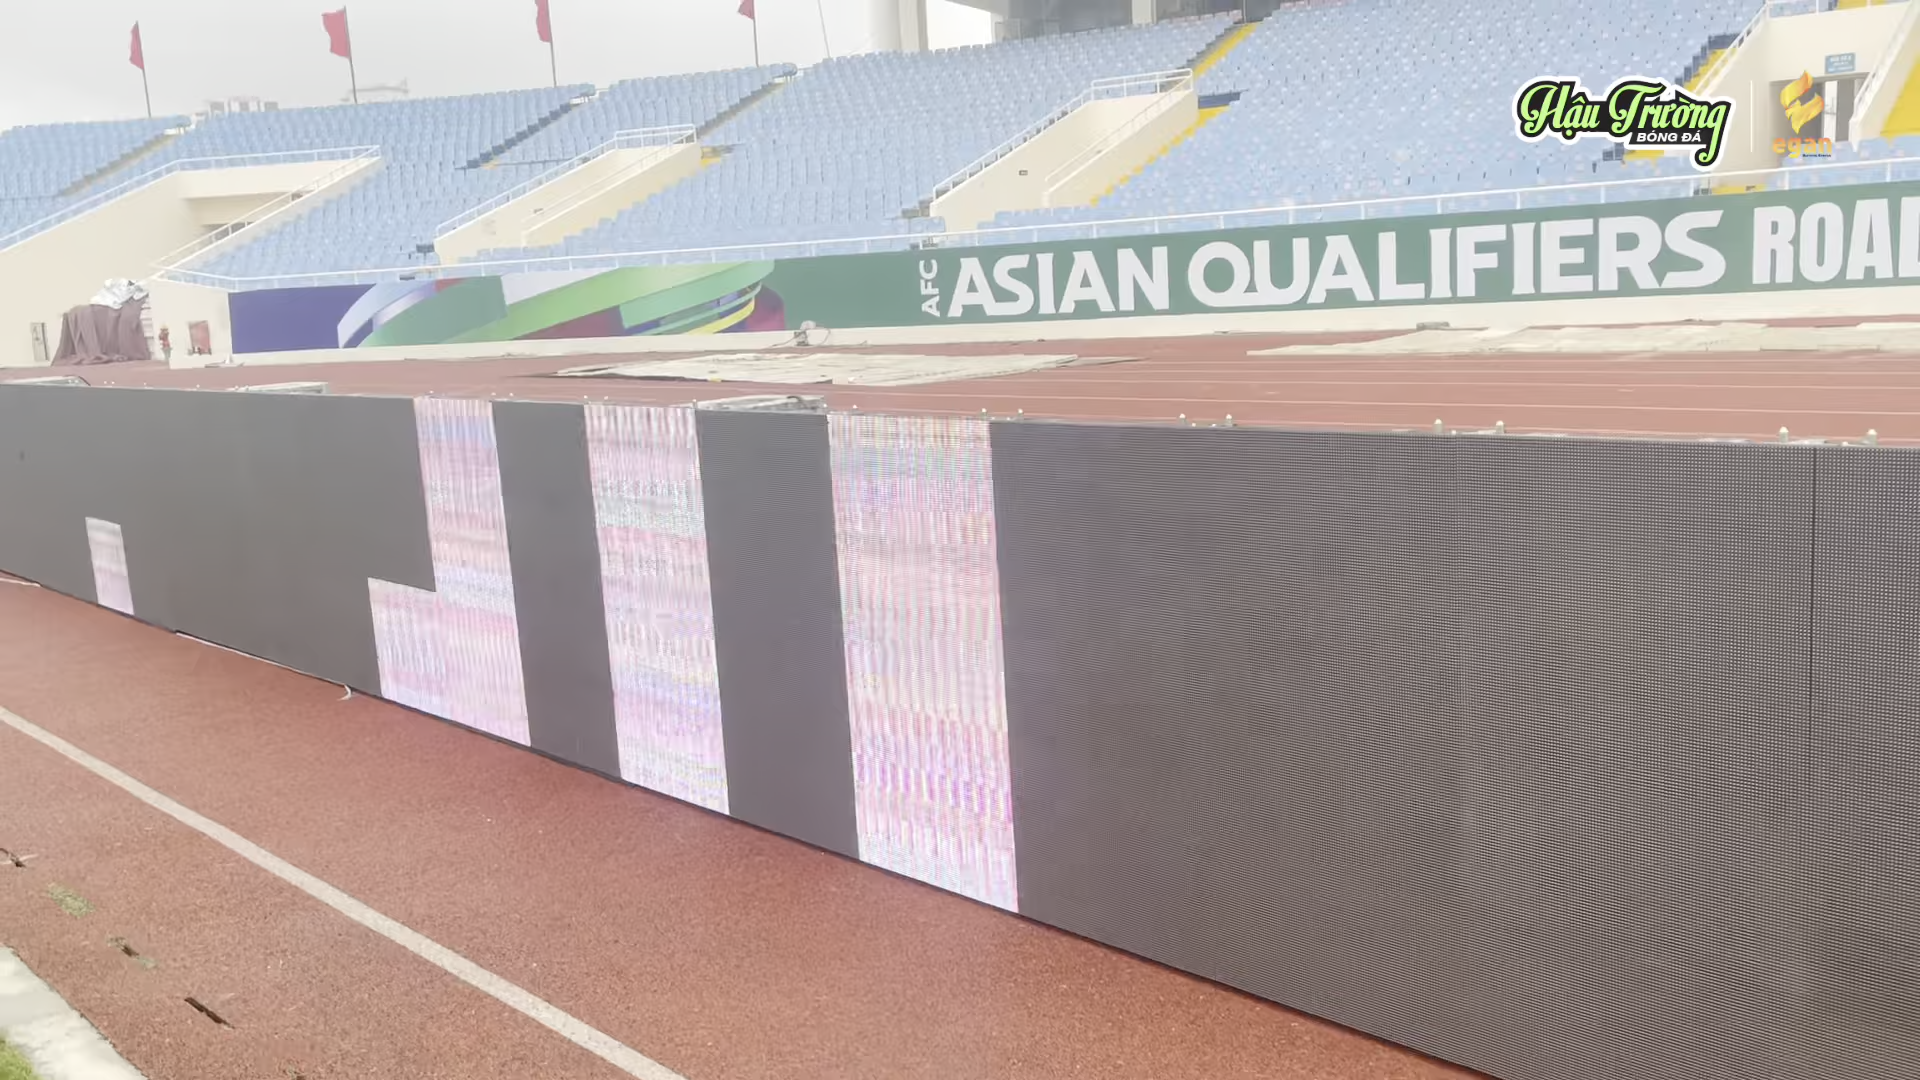 Hậu Trường
BÓNG ĐÁ
egan
AFC ASIAN QUALIFIERS ROAD